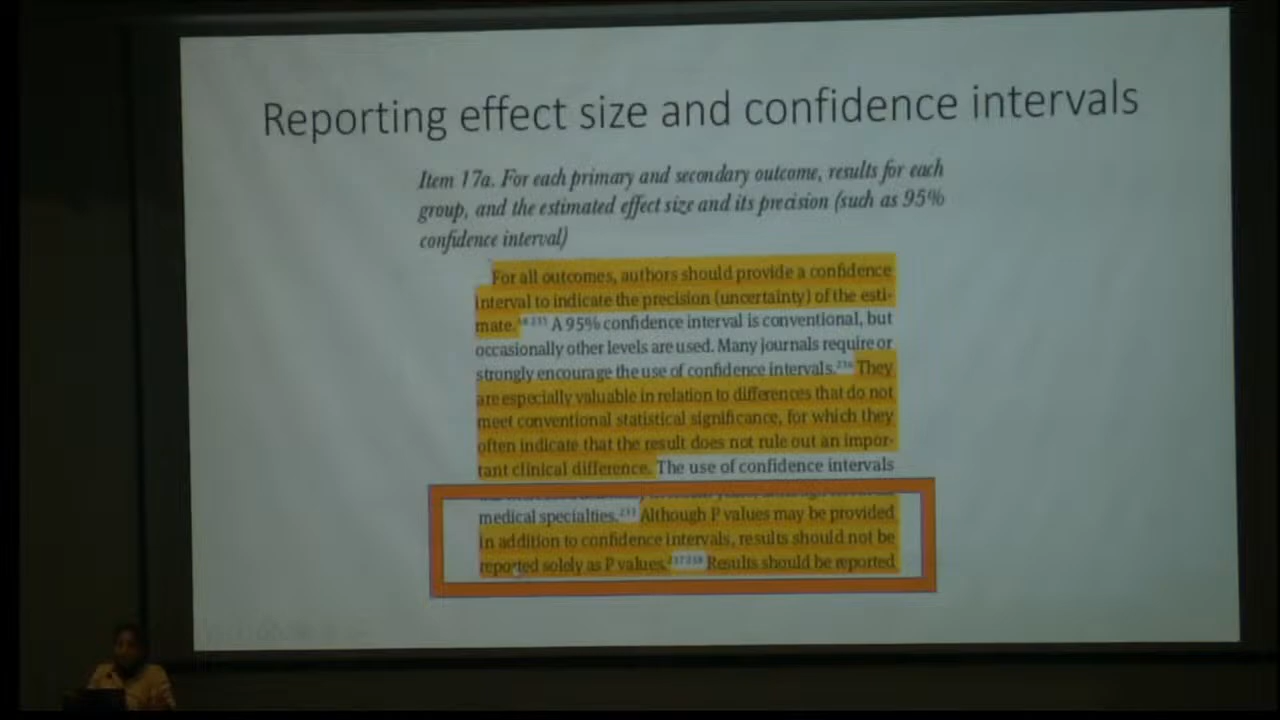 Reporting effect size and confidence intervals
Item 17a. For each primary and secondary outcome, results for each
group, and the estimated effect size and its precision (such as 95%
confidence interval)
For all outcomes, authors should provide a confidence
interval to indicate the precision (uncertainty) of the esti-
mate. A 95% confidence interval is conventional, but
occasionally other levels are used. Many journals require or
strongly encourage the use of confidence intervals. They
are especially valuable in relation to differences that do not
meet conventional statistical significance, for which they
often indicate that the result does not rule out an impor-
tant clinical difference. The use of confidence intervals
medical specialties. Although P values may be provided
in addition to confidence intervals, results should not be
reported solely as P values. Results should be reported